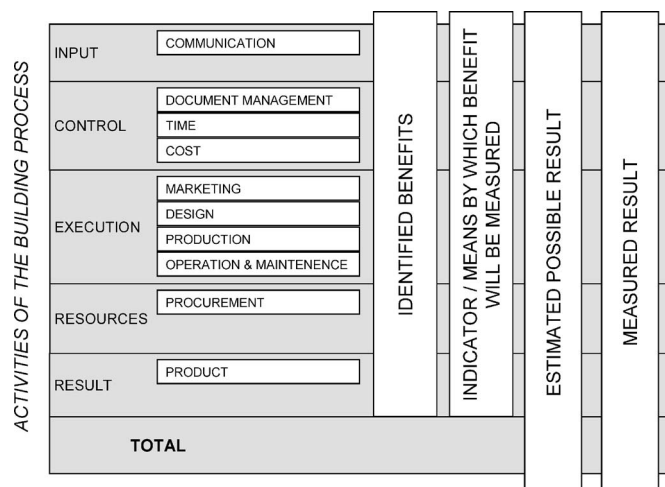 ACTIVITIES OF THE BUILDING PROCESS
INPUT
COMMUNICATION
CONTROL
DOCUMENT MANAGEMENT
TIME
COST
EXECUTION
MARKETING
DESIGN
PRODUCTION
OPERATION & MAINTENENCE
RESOURCES
PROCUREMENT
RESULT
PRODUCT
TOTAL
IDENTIFIED BENEFITS
INDICATOR / MEANS BY WHICH BENEFIT
WILL BE MEASURED
ESTIMATED POSSIBLE RESULT
MEASURED RESULT